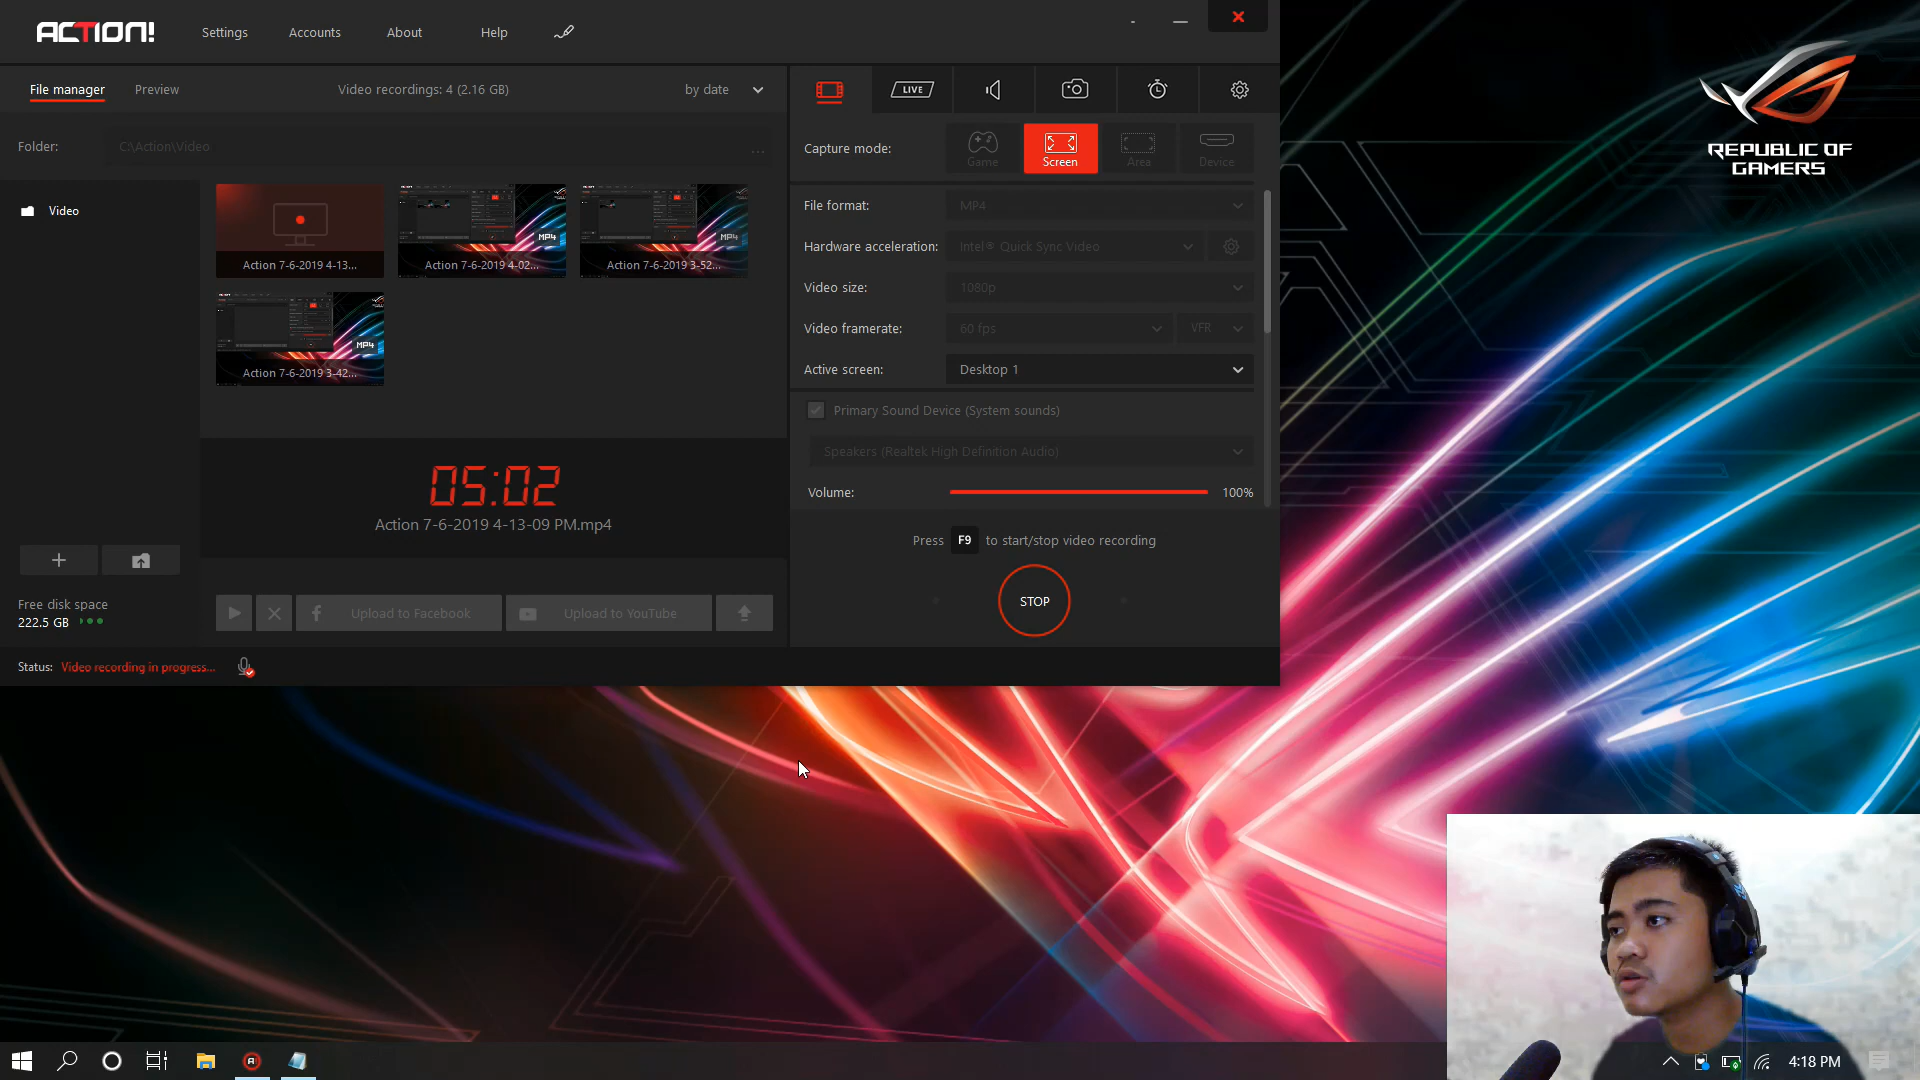 ACTION!
Settings
Accounts
About
Help
File manager
Preview
Video recordings: 4 (2.16 GB)
by date
LIVE
Folder:
C:\Action\Video
...
Capture mode:
Game
Screen
Area
Device
Video
Action 7-6-2019 4-13...
MP4
Action 7-6-2019 4-02...
MP4
Action 7-6-2019 3-52...
MP4
Action 7-6-2019 3-42...
File format:
MP4
Hardware acceleration:
Intel® Quick Sync Video
Video size:
1080p
Video framerate:
60 fps
VFR
Active screen:
Desktop 1
Primary Sound Device (System sounds)
Speakers (Realtek High Definition Audio)
Volume:
100%
05:02
Action 7-6-2019 4-13-09 PM.mp4
Press F9 to start/stop video recording
STOP
Free disk space
222.5 GB
Upload to Facebook
Upload to YouTube
Status: Video recording in progress...
REPUBLIC OF
GAMERS
4:18 PM